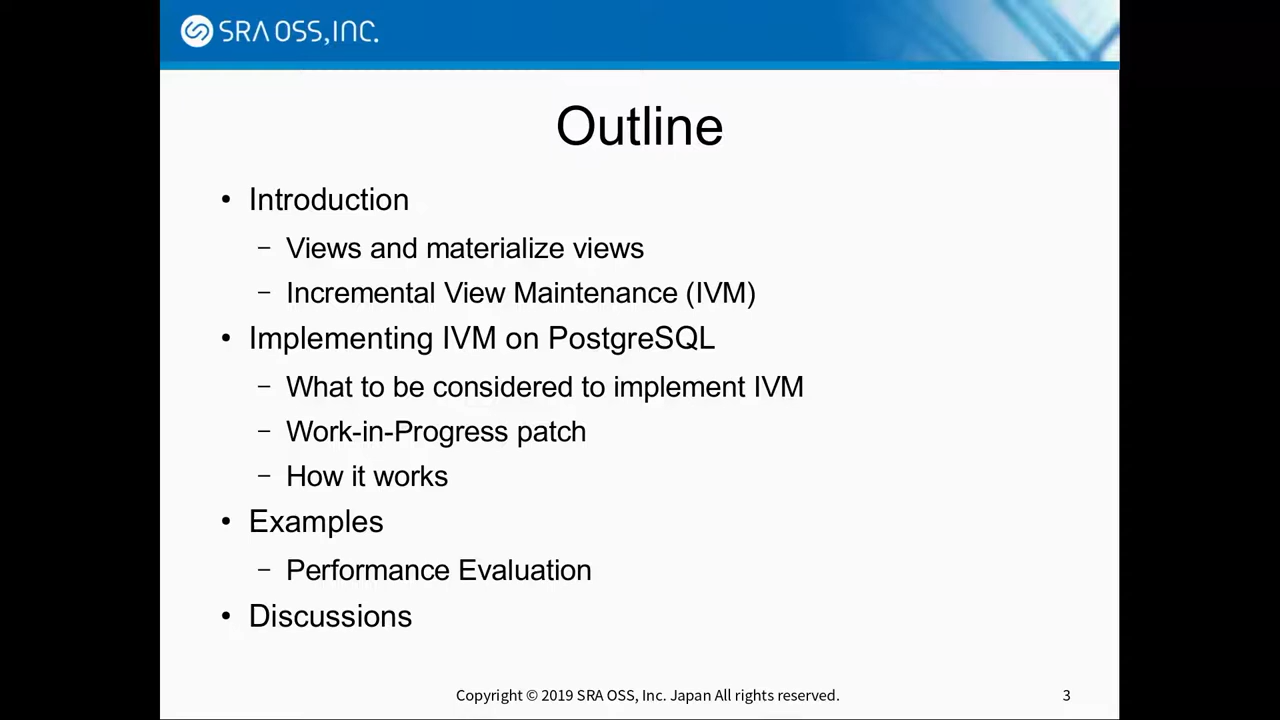 SRA OSS, INC.
Outline
• Introduction
– Views and materialize views
– Incremental View Maintenance (IVM)
• Implementing IVM on PostgreSQL
– What to be considered to implement IVM
– Work-in-Progress patch
– How it works
• Examples
– Performance Evaluation
• Discussions
Copyright © 2019 SRA OSS, Inc. Japan All rights reserved.
3